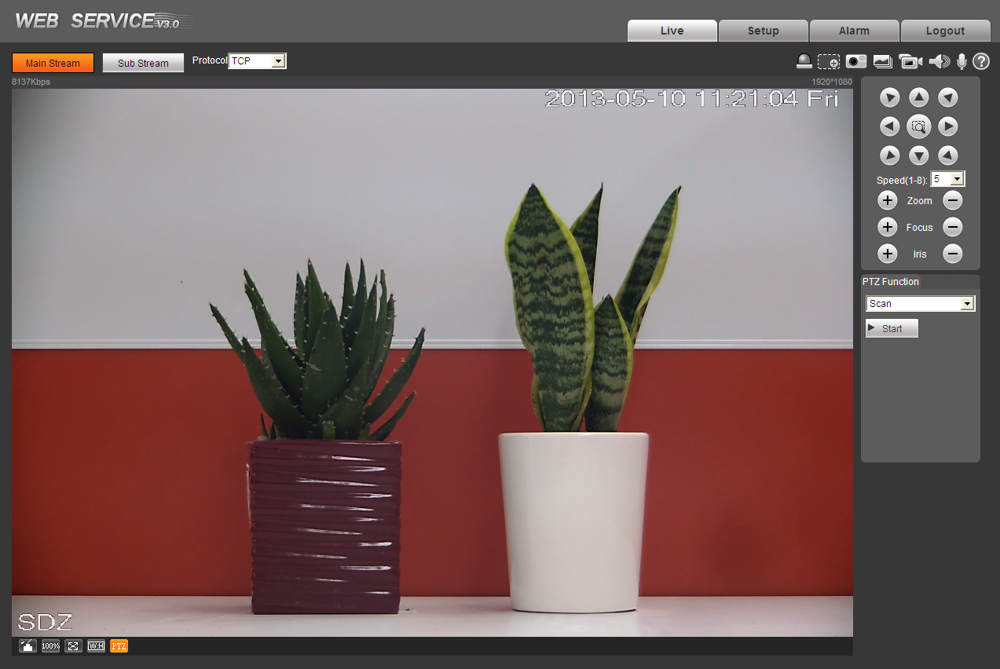 WEB SERVICE V3.0
Live Setup Alarm Logout
Main Stream Sub Stream Protocol TCP
8137Kbps 1920*1080
2013-05-10 11:21:04 Fri
Speed(1-8): 5
+ Zoom −
+ Focus −
+ Iris −
PTZ Function
Scan
Start
SDZ
100% W:H PTZ